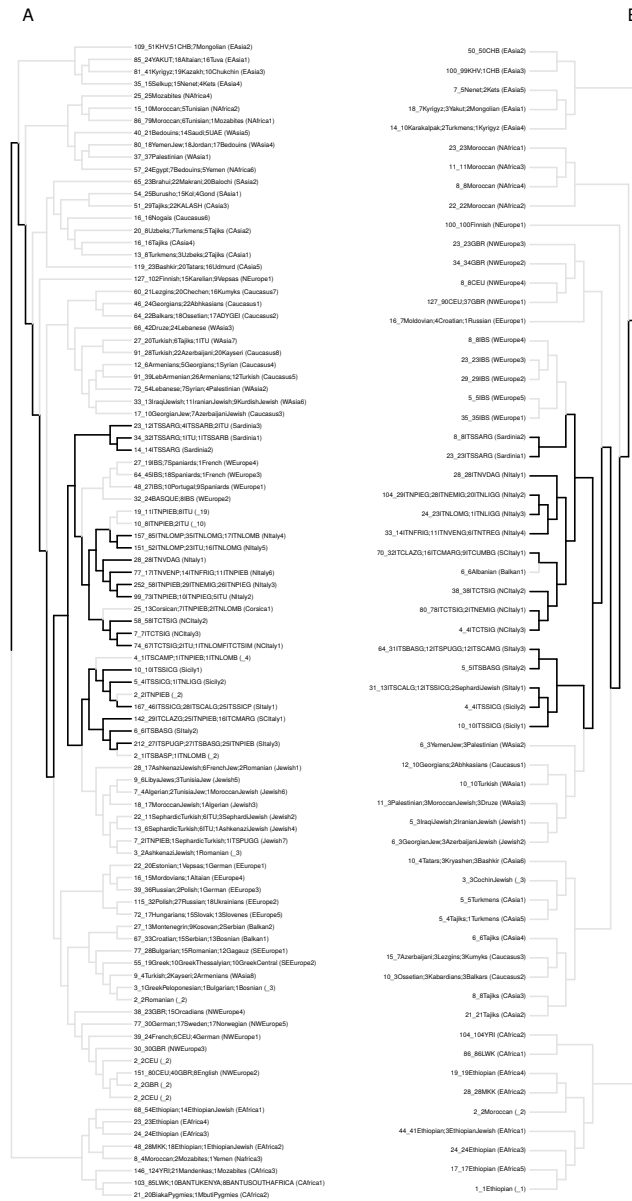 A
109_51KHV;51CHB;7Mongolian (EAsia2)
85_24YAKUT;18Altaian;16Tuva (EAsia1)
81_41Kyrigyz;19Kazakh;10Chukchin (EAsia3)
35_15Selkup;15Nenet;4Kets (EAsia4)
25_25Mozabites (NAfrica4)
15_10Moroccan;5Tunisian (NAfrica2)
86_79Moroccan;6Tunisian;1Mozabites (NAfrica1)
40_21Bedouins;14Saudi;5UAE (WAsia5)
80_18YemenJew;18Jordan;17Bedouins (WAsia4)
37_37Palestinian (WAsia1)
57_24Egypt;7Bedouins;5Yemen (NAfrica6)
65_23Brahui;22Makrani;20Balochi (SAsia2)
54_25Burusho;15Kol;4Gond (SAsia1)
51_29Tajiks;22KALASH (CAsia3)
16_16Nogais (Caucasus6)
20_8Uzbeks;7Turkmens;5Tajiks (CAsia2)
16_16Tajiks (CAsia4)
13_8Turkmens;3Uzbeks;2Tajiks (CAsia1)
119_23Bashkir;20Tatars;16Udmurd (CAsia5)
127_102Finnish;15Karelian;9Vepsas (NEurope1)
60_21Lezgins;20Chechen;16Kumyks (Caucasus7)
46_24Georgians;22Abhkasians (Caucasus1)
64_22Balkars;18Ossetian;17ADYGEI (Caucasus2)
66_42Druze;24Lebanese (WAsia3)
27_20Turkish;6Tajiks;1ITU (WAsia7)
91_28Turkish;22Azerbaijani;20Kayseri (Caucasus8)
12_6Armenians;5Georgians;1Syrian (Caucasus4)
91_39LebArmenian;26Armenians;12Turkish (Caucasus5)
72_54Lebanese;7Syrian;4Palestinian (WAsia2)
33_13IraqiJewish;11IranianJewish;9KurdishJewish (WAsia6)
17_10GeorgianJew;7AzerbaijaniJewish (Caucasus3)
23_12ITSSARG;4ITSSARB;2ITU (Sardinia3)
34_32ITSSARG;1ITU;1ITSSARB (Sardinia1)
14_14ITSSARG (Sardinia2)
27_19IBS;7Spaniards;1French (WEurope4)
64_45IBS;18Spaniards;1French (WEurope3)
48_27IBS;10Portugal;9Spaniards (WEurope1)
32_24BASQUE;8IBS (WEurope2)
19_11ITNPIEB;8ITU (_19)
10_8ITNPIEB;2ITU (_10)
157_85ITNLOMP;35ITNLOMG;17ITNLOMB (NItaly4)
151_52ITNLOMP;23ITU;16ITNLOMG (NItaly5)
28_28ITNVDAG (NItaly1)
77_17ITNVENP;14ITNFRIG;11ITNPIEB (NItaly6)
252_58ITNPIEB;29ITNEMIG;26ITNPIEG (NItaly3)
99_73ITNPIEB;10ITNPIEG;5ITU (NItaly2)
25_13Corsican;7ITNPIEB;2ITNLOMB (Corsica1)
58_58ITCTSIG (NCItaly2)
7_7ITCTSIG (NCItaly3)
74_67ITCTSIG;2ITU;1ITNLOMFITCTSIM (NCItaly1)
4_1ITSCAMP;1ITNPIEB;1ITNLOMB (_4)
10_10ITSSICG (Sicily1)
5_4ITSSICG;1ITNLIGG (Sicily2)
2_2ITNPIEB (_2)
167_46ITSSICG;28ITSCALG;25ITSSICP (SItaly1)
142_29ITCLAZG;25ITNPIEB;16ITCMARG (SCItaly1)
6_6ITSBASG (SItaly2)
212_27ITSPUGP;27ITSBASG;25ITNPIEB (SItaly3)
2_1ITSBASP;1ITNLOMB (_2)
28_17AshkenaziJewish;6FrenchJew;2Romanian (Jewish1)
9_6LibyaJews;3TunisiaJew (Jewish5)
7_4Algerian;2TunisiaJew;1MoroccanJewish (Jewish6)
18_17MoroccanJewish;1Algerian (Jewish3)
22_11SephardicTurkish;6ITU;3SephardiJewish (Jewish2)
13_6SephardicTurkish;6ITU;1AshkenaziJewish (Jewish4)
7_2ITNPIEB;1SephardicTurkish;1ITSPUGG (Jewish7)
3_2AshkenaziJewish;1Romanian (_3)
22_20Estonian;1Vepsas;1German (EEurope1)
16_15Mordovians;1Altaian (EEurope4)
39_36Russian;2Polish;1German (EEurope3)
115_32Polish;27Russian;18Ukrainians (EEurope2)
72_17Hungarians;15Slovak;13Slovenes (EEurope5)
27_13Montenegrin;9Kosovan;2Serbian (Balkan2)
67_33Croatian;15Serbian;13Bosnian (Balkan1)
77_28Bulgarian;15Romanian;12Gagauz (SEEurope1)
55_19Greek;10GreekThessalyian;10GreekCentral (SEEurope2)
9_4Turkish;2Kayseri;2Armenians (WAsia8)
3_1GreekPeloponesian;1Bulgarian;1Bosnian (_3)
2_2Romanian (_2)
38_23GBR;15Orcadians (NWEurope4)
77_30German;17Sweden;17Norwegian (NWEurope5)
39_24French;6CEU;4German (NWEurope1)
30_30GBR (NWEurope3)
2_2CEU (_2)
151_80CEU;40GBR;8English (NWEurope2)
2_2GBR (_2)
2_2CEU (_2)
68_54Ethiopian;14EthiopianJewish (EAfrica1)
23_23Ethiopian (EAfrica4)
24_24Ethiopian (EAfrica3)
48_28MKK;18Ethiopian;1EthiopianJewish (EAfrica2)
8_4Moroccan;2Mozabites;1Yemen (Nafrica3)
146_124YRI;21Mandenkas;1Mozabites (CAfrica3)
103_85LWK;10BANTUKENYA;8BANTUSOUTHAFRICA (CAfrica1)
21_20BiakaPygmies;1MbutiPygmies (CAfrica2)
50_50CHB (EAsia2)
100_99KHV;1CHB (EAsia3)
7_5Nenet;2Kets (EAsia5)
18_7Kyrigyz;3Yakut;2Mongolian (EAsia1)
14_10Karakalpak;2Turkmens;1Kyrgiyz (EAsia4)
23_23Moroccan (NAfrica1)
11_11Moroccan (NAfrica3)
8_8Moroccan (NAfrica4)
22_22Moroccan (NAfrica2)
100_100Finnish (NEurope1)
23_23GBR (NWEurope3)
34_34GBR (NWEurope2)
8_8CEU (NWEurope4)
127_90CEU;37GBR (NWEurope1)
16_7Moldovian;4Croatian;1Russian (EEurope1)
8_8IBS (WEurope4)
23_23IBS (WEurope3)
29_29IBS (WEurope2)
5_5IBS (WEurope5)
35_35IBS (WEurope1)
8_8ITSSARG (Sardinia2)
23_23ITSSARG (Sardinia1)
28_28ITNVDAG (NItaly1)
104_29ITNPIEG;28ITNEMIG;20ITNLIGG (NItaly2)
24_23ITNLOMG;1ITNLIGG (NItaly3)
33_14ITNFRIG;11ITNVENG;6ITNTREG (NItaly4)
70_32ITCLAZG;16ITCMARG;9ITCUMBG (SCItaly1)
6_6Albanian (Balkan1)
38_38ITCTSIG (NCItaly2)
80_78ITCTSIG;2ITNEMIG (NCItaly1)
4_4ITCTSIG (NCItaly3)
64_31ITSBASG;12ITSPUGG;12ITSCAMG (SItaly3)
5_5ITSBASG (SItaly2)
31_13ITSCALG;12ITSSICG;2SephardiJewish (SItaly1)
4_4ITSSICG (Sicily2)
10_10ITSSICG (Sicily1)
6_3YemenJew;3Palestinian (WAsia2)
12_10Georgians;2Abhkasians (Caucasus1)
10_10Turkish (WAsia1)
11_3Palestinian;3MoroccanJewish;3Druze (WAsia3)
5_3IraqiJewish;2IranianJewish (Jewish1)
6_3GeorgianJew;3AzerbaijaniJewish (Jewish2)
10_4Tatars;3Kryashen;3Bashkir (CAsia6)
3_3CochinJewish (_3)
5_5Turkmens (CAsia1)
5_4Tajiks;1Turkmens (CAsia5)
6_6Tajiks (CAsia4)
15_7Azerbaijani;3Lezgins;3Kumyks (Caucasus3)
10_3Ossetian;3Kabardians;3Balkars (Caucasus2)
8_8Tajiks (CAsia3)
21_21Tajiks (CAsia2)
104_104YRI (CAfrica2)
86_86LWK (CAfrica1)
19_19Ethiopian (EAfrica4)
28_28MKK (EAfrica2)
2_2Moroccan (_2)
44_41Ethiopian;3EthiopianJewish (EAfrica1)
24_24Ethiopian (EAfrica3)
17_17Ethiopian (EAfrica5)
1_1Ethiopian (_1)